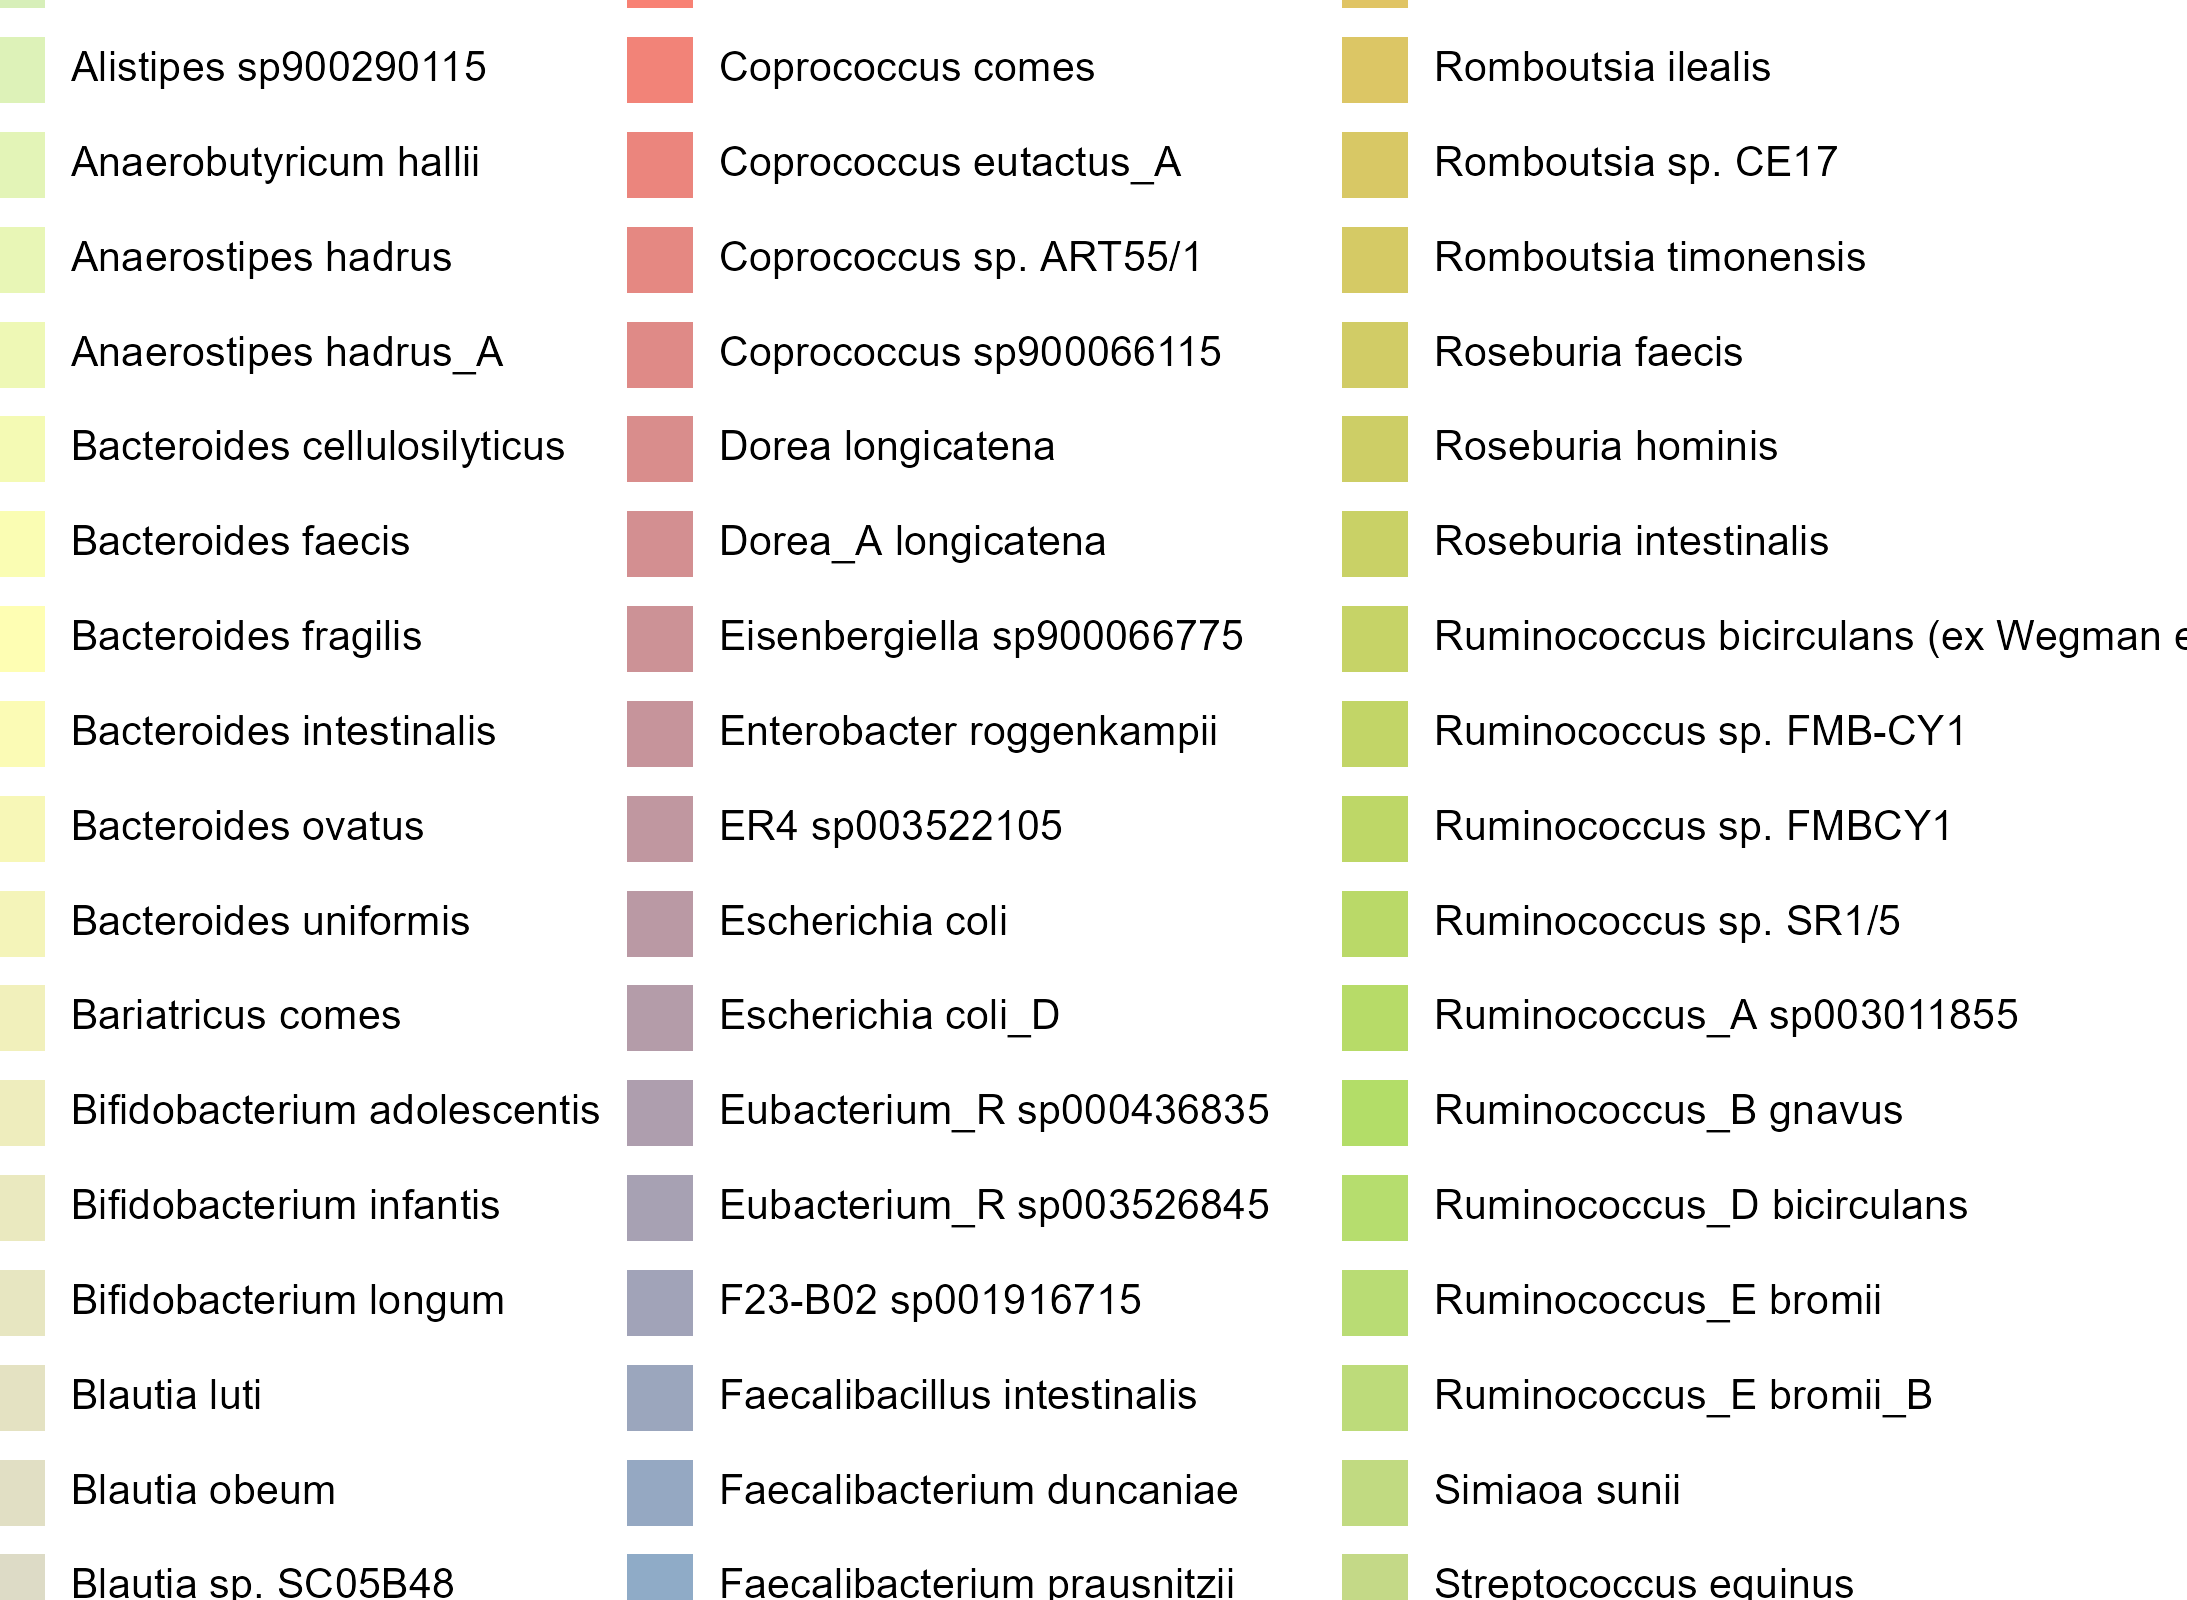 Alistipes sp900290115
Anaerobutyricum hallii
Anaerostipes hadrus
Anaerostipes hadrus_A
Bacteroides cellulosilyticus
Bacteroides faecis
Bacteroides fragilis
Bacteroides intestinalis
Bacteroides ovatus
Bacteroides uniformis
Bariatricus comes
Bifidobacterium adolescentis
Bifidobacterium infantis
Bifidobacterium longum
Blautia luti
Blautia obeum
Blautia sp. SC05B48
Coprococcus comes
Coprococcus eutactus_A
Coprococcus sp. ART55/1
Coprococcus sp900066115
Dorea longicatena
Dorea_A longicatena
Eisenbergiella sp900066775
Enterobacter roggenkampii
ER4 sp003522105
Escherichia coli
Escherichia coli_D
Eubacterium_R sp000436835
Eubacterium_R sp003526845
F23-B02 sp001916715
Faecalibacillus intestinalis
Faecalibacterium duncaniae
Faecalibacterium prausnitzii
Romboutsia ilealis
Romboutsia sp. CE17
Romboutsia timonensis
Roseburia faecis
Roseburia hominis
Roseburia intestinalis
Ruminococcus bicirculans (ex Wegman e
Ruminococcus sp. FMB-CY1
Ruminococcus sp. FMBCY1
Ruminococcus sp. SR1/5
Ruminococcus_A sp003011855
Ruminococcus_B gnavus
Ruminococcus_D bicirculans
Ruminococcus_E bromii
Ruminococcus_E bromii_B
Simiaoa sunii
Streptococcus equinus